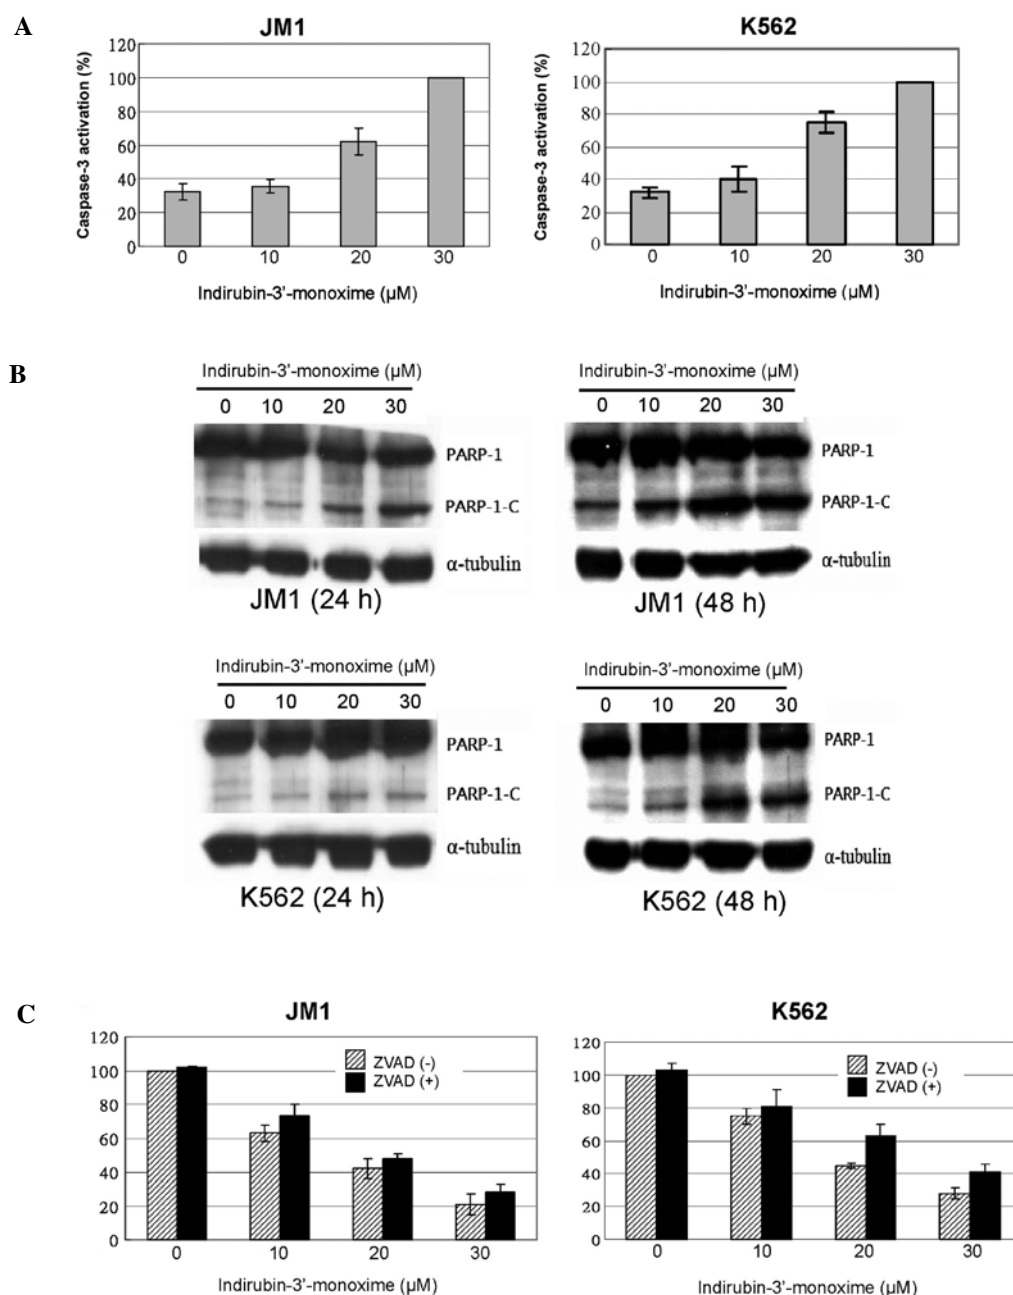 A
JM1
K562
Caspase-3 activation (%)
120
100
80
60
40
20
0
0 10 20 30
Indirubin-3'-monoxime (µM)
Caspase-3 activation (%)
120
100
80
60
40
20
0
0 10 20 30
Indirubin-3'-monoxime (µM)
B
Indirubin-3'-monoxime (µM)
0 10 20 30
PARP-1
PARP-1-C
α-tubulin
JM1 (24 h)
Indirubin-3'-monoxime (µM)
0 10 20 30
PARP-1
PARP-1-C
α-tubulin
JM1 (48 h)
Indirubin-3'-monoxime (µM)
0 10 20 30
PARP-1
PARP-1-C
α-tubulin
K562 (24 h)
Indirubin-3'-monoxime (µM)
0 10 20 30
PARP-1
PARP-1-C
α-tubulin
K562 (48 h)
C
JM1
120
100
80
60
40
20
0
ZVAD (-)
ZVAD (+)
0 10 20 30
Indirubin-3'-monoxime (µM)
K562
120
100
80
60
40
20
0
ZVAD (-)
ZVAD (+)
0 10 20 30
Indirubin-3'-monoxime (µM)